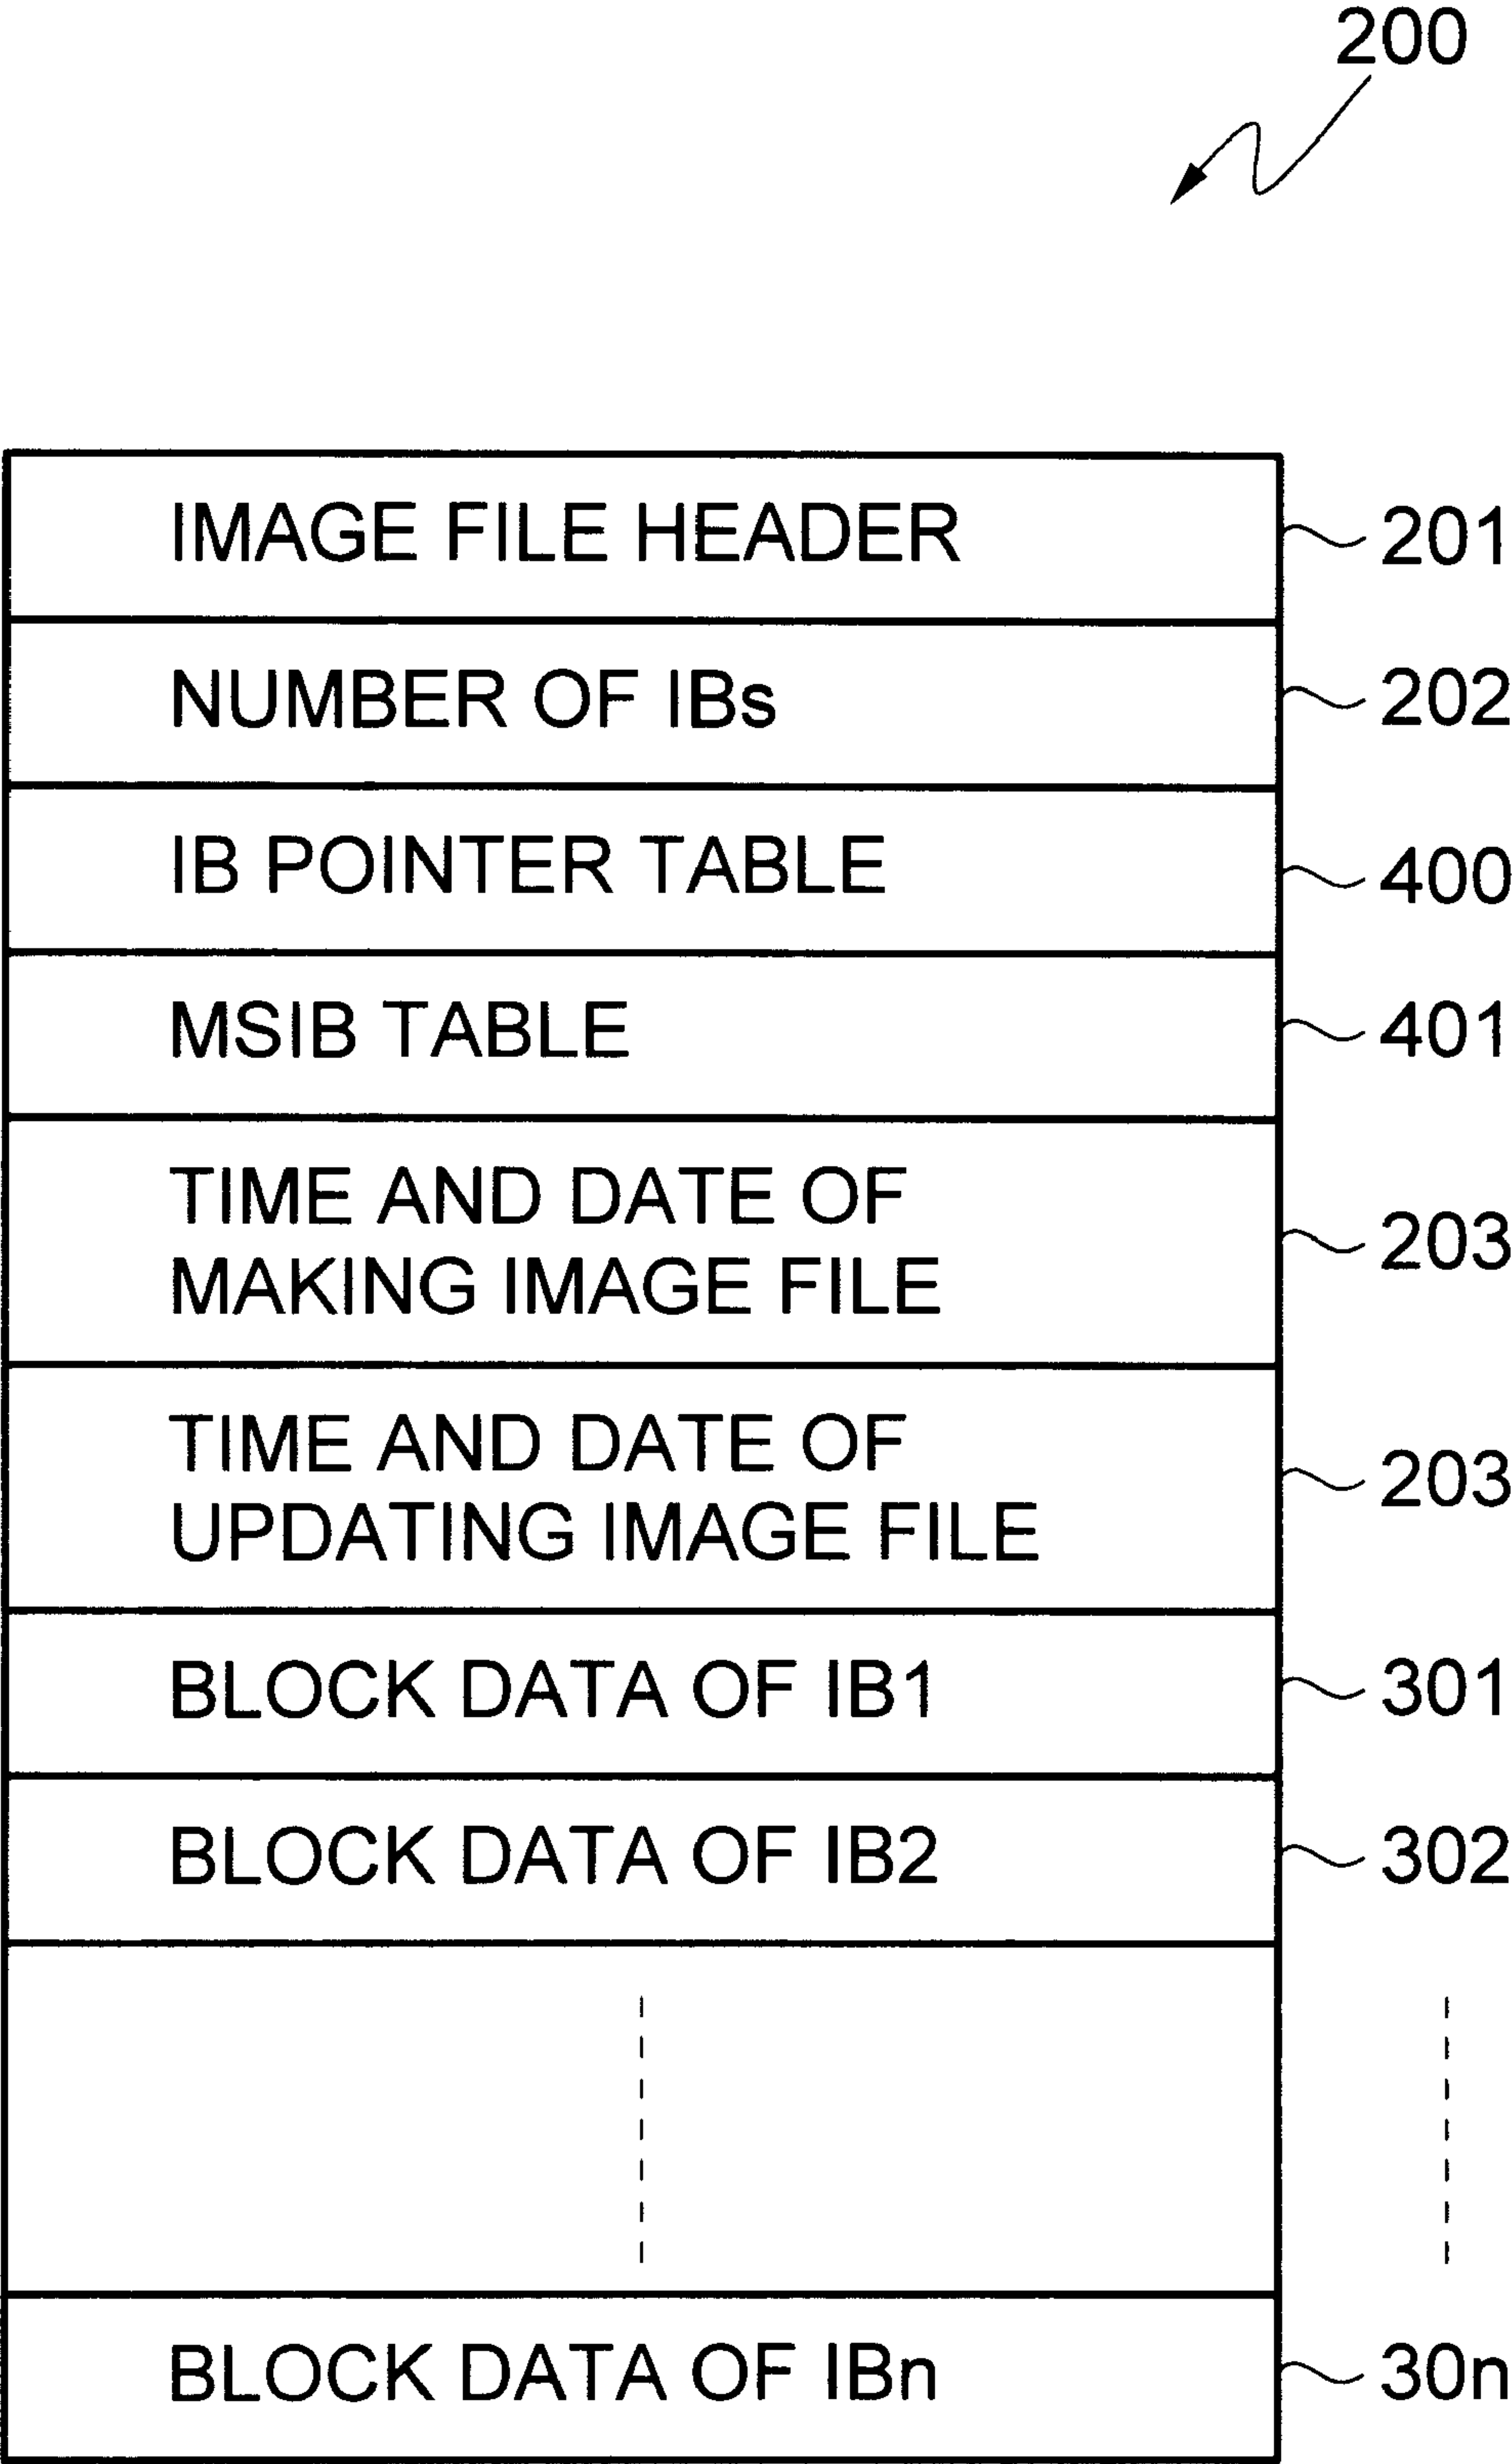 200
IMAGE FILE HEADER 201
NUMBER OF IBs 202
IB POINTER TABLE 400
MSIB TABLE 401
TIME AND DATE OF
MAKING IMAGE FILE 203
TIME AND DATE OF
UPDATING IMAGE FILE 203
BLOCK DATA OF IB1 301
BLOCK DATA OF IB2 302
BLOCK DATA OF IBn 30n